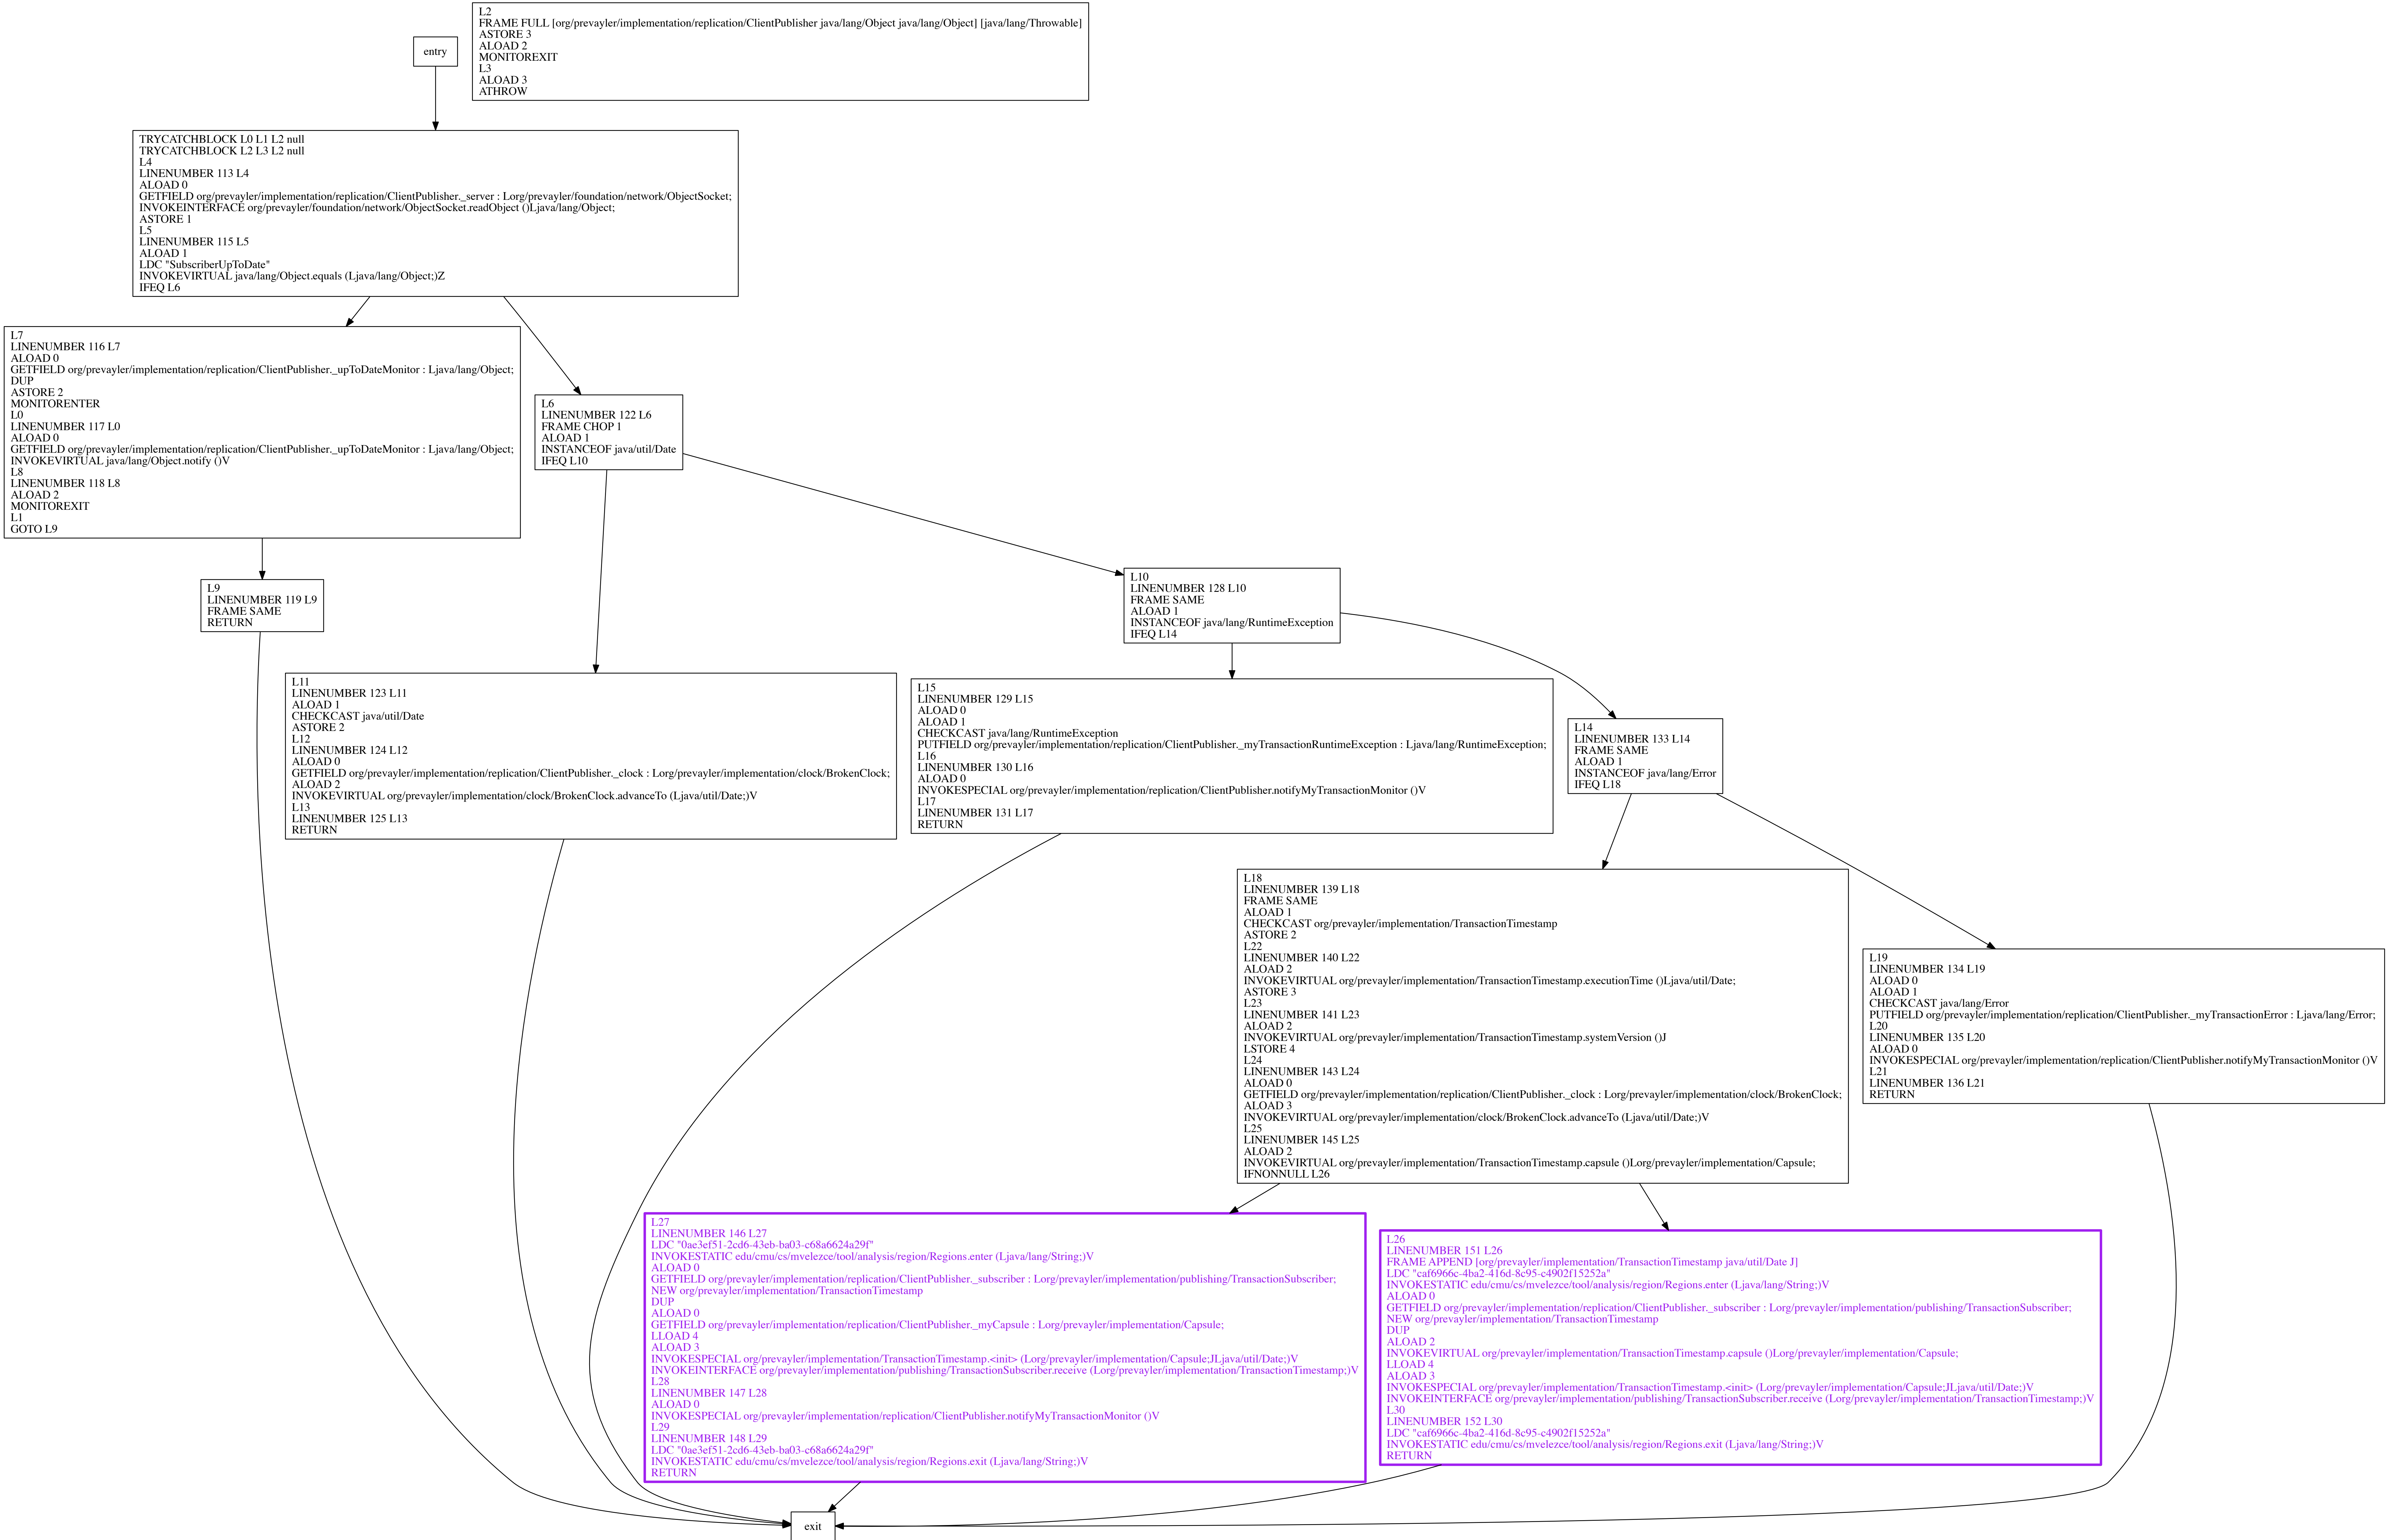 L2
FRAME FULL [org/prevayler/implementation/replication/ClientPublisher java/lang/Object java/lang/Object] [java/lang/Throwable]
ASTORE 3
ALOAD 2
MONITOREXIT
L3
ALOAD 3
ATHROW
entry
TRYCATCHBLOCK L0 L1 L2 null
TRYCATCHBLOCK L2 L3 L2 null
L4
LINENUMBER 113 L4
ALOAD 0
GETFIELD org/prevayler/implementation/replication/ClientPublisher._server : Lorg/prevayler/foundation/network/ObjectSocket;
INVOKEINTERFACE org/prevayler/foundation/network/ObjectSocket.readObject ()Ljava/lang/Object;
ASTORE 1
L5
LINENUMBER 115 L5
ALOAD 1
LDC "SubscriberUpToDate"
INVOKEVIRTUAL java/lang/Object.equals (Ljava/lang/Object;)Z
IFEQ L6
L7
LINENUMBER 116 L7
ALOAD 0
GETFIELD org/prevayler/implementation/replication/ClientPublisher._upToDateMonitor : Ljava/lang/Object;
DUP
ASTORE 2
MONITORENTER
L0
LINENUMBER 117 L0
ALOAD 0
GETFIELD org/prevayler/implementation/replication/ClientPublisher._upToDateMonitor : Ljava/lang/Object;
INVOKEVIRTUAL java/lang/Object.notify ()V
L8
LINENUMBER 118 L8
ALOAD 2
MONITOREXIT
L1
GOTO L9
L6
LINENUMBER 122 L6
FRAME CHOP 1
ALOAD 1
INSTANCEOF java/util/Date
IFEQ L10
L9
LINENUMBER 119 L9
FRAME SAME
RETURN
L10
LINENUMBER 128 L10
FRAME SAME
ALOAD 1
INSTANCEOF java/lang/RuntimeException
IFEQ L14
L11
LINENUMBER 123 L11
ALOAD 1
CHECKCAST java/util/Date
ASTORE 2
L12
LINENUMBER 124 L12
ALOAD 0
GETFIELD org/prevayler/implementation/replication/ClientPublisher._clock : Lorg/prevayler/implementation/clock/BrokenClock;
ALOAD 2
INVOKEVIRTUAL org/prevayler/implementation/clock/BrokenClock.advanceTo (Ljava/util/Date;)V
L13
LINENUMBER 125 L13
RETURN
L15
LINENUMBER 129 L15
ALOAD 0
ALOAD 1
CHECKCAST java/lang/RuntimeException
PUTFIELD org/prevayler/implementation/replication/ClientPublisher._myTransactionRuntimeException : Ljava/lang/RuntimeException;
L16
LINENUMBER 130 L16
ALOAD 0
INVOKESPECIAL org/prevayler/implementation/replication/ClientPublisher.notifyMyTransactionMonitor ()V
L17
LINENUMBER 131 L17
RETURN
L14
LINENUMBER 133 L14
FRAME SAME
ALOAD 1
INSTANCEOF java/lang/Error
IFEQ L18
L18
LINENUMBER 139 L18
FRAME SAME
ALOAD 1
CHECKCAST org/prevayler/implementation/TransactionTimestamp
ASTORE 2
L22
LINENUMBER 140 L22
ALOAD 2
INVOKEVIRTUAL org/prevayler/implementation/TransactionTimestamp.executionTime ()Ljava/util/Date;
ASTORE 3
L23
LINENUMBER 141 L23
ALOAD 2
INVOKEVIRTUAL org/prevayler/implementation/TransactionTimestamp.systemVersion ()J
LSTORE 4
L24
LINENUMBER 143 L24
ALOAD 0
GETFIELD org/prevayler/implementation/replication/ClientPublisher._clock : Lorg/prevayler/implementation/clock/BrokenClock;
ALOAD 3
INVOKEVIRTUAL org/prevayler/implementation/clock/BrokenClock.advanceTo (Ljava/util/Date;)V
L25
LINENUMBER 145 L25
ALOAD 2
INVOKEVIRTUAL org/prevayler/implementation/TransactionTimestamp.capsule ()Lorg/prevayler/implementation/Capsule;
IFNONNULL L26
L19
LINENUMBER 134 L19
ALOAD 0
ALOAD 1
CHECKCAST java/lang/Error
PUTFIELD org/prevayler/implementation/replication/ClientPublisher._myTransactionError : Ljava/lang/Error;
L20
LINENUMBER 135 L20
ALOAD 0
INVOKESPECIAL org/prevayler/implementation/replication/ClientPublisher.notifyMyTransactionMonitor ()V
L21
LINENUMBER 136 L21
RETURN
L27
LINENUMBER 146 L27
LDC "0ae3ef51-2cd6-43eb-ba03-c68a6624a29f"
INVOKESTATIC edu/cmu/cs/mvelezce/tool/analysis/region/Regions.enter (Ljava/lang/String;)V
ALOAD 0
GETFIELD org/prevayler/implementation/replication/ClientPublisher._subscriber : Lorg/prevayler/implementation/publishing/TransactionSubscriber;
NEW org/prevayler/implementation/TransactionTimestamp
DUP
ALOAD 0
GETFIELD org/prevayler/implementation/replication/ClientPublisher._myCapsule : Lorg/prevayler/implementation/Capsule;
LLOAD 4
ALOAD 3
INVOKESPECIAL org/prevayler/implementation/TransactionTimestamp.<init> (Lorg/prevayler/implementation/Capsule;JLjava/util/Date;)V
INVOKEINTERFACE org/prevayler/implementation/publishing/TransactionSubscriber.receive (Lorg/prevayler/implementation/TransactionTimestamp;)V
L28
LINENUMBER 147 L28
ALOAD 0
INVOKESPECIAL org/prevayler/implementation/replication/ClientPublisher.notifyMyTransactionMonitor ()V
L29
LINENUMBER 148 L29
LDC "0ae3ef51-2cd6-43eb-ba03-c68a6624a29f"
INVOKESTATIC edu/cmu/cs/mvelezce/tool/analysis/region/Regions.exit (Ljava/lang/String;)V
RETURN
L26
LINENUMBER 151 L26
FRAME APPEND [org/prevayler/implementation/TransactionTimestamp java/util/Date J]
LDC "caf6966c-4ba2-416d-8c95-c4902f15252a"
INVOKESTATIC edu/cmu/cs/mvelezce/tool/analysis/region/Regions.enter (Ljava/lang/String;)V
ALOAD 0
GETFIELD org/prevayler/implementation/replication/ClientPublisher._subscriber : Lorg/prevayler/implementation/publishing/TransactionSubscriber;
NEW org/prevayler/implementation/TransactionTimestamp
DUP
ALOAD 2
INVOKEVIRTUAL org/prevayler/implementation/TransactionTimestamp.capsule ()Lorg/prevayler/implementation/Capsule;
LLOAD 4
ALOAD 3
INVOKESPECIAL org/prevayler/implementation/TransactionTimestamp.<init> (Lorg/prevayler/implementation/Capsule;JLjava/util/Date;)V
INVOKEINTERFACE org/prevayler/implementation/publishing/TransactionSubscriber.receive (Lorg/prevayler/implementation/TransactionTimestamp;)V
L30
LINENUMBER 152 L30
LDC "caf6966c-4ba2-416d-8c95-c4902f15252a"
INVOKESTATIC edu/cmu/cs/mvelezce/tool/analysis/region/Regions.exit (Ljava/lang/String;)V
RETURN
exit